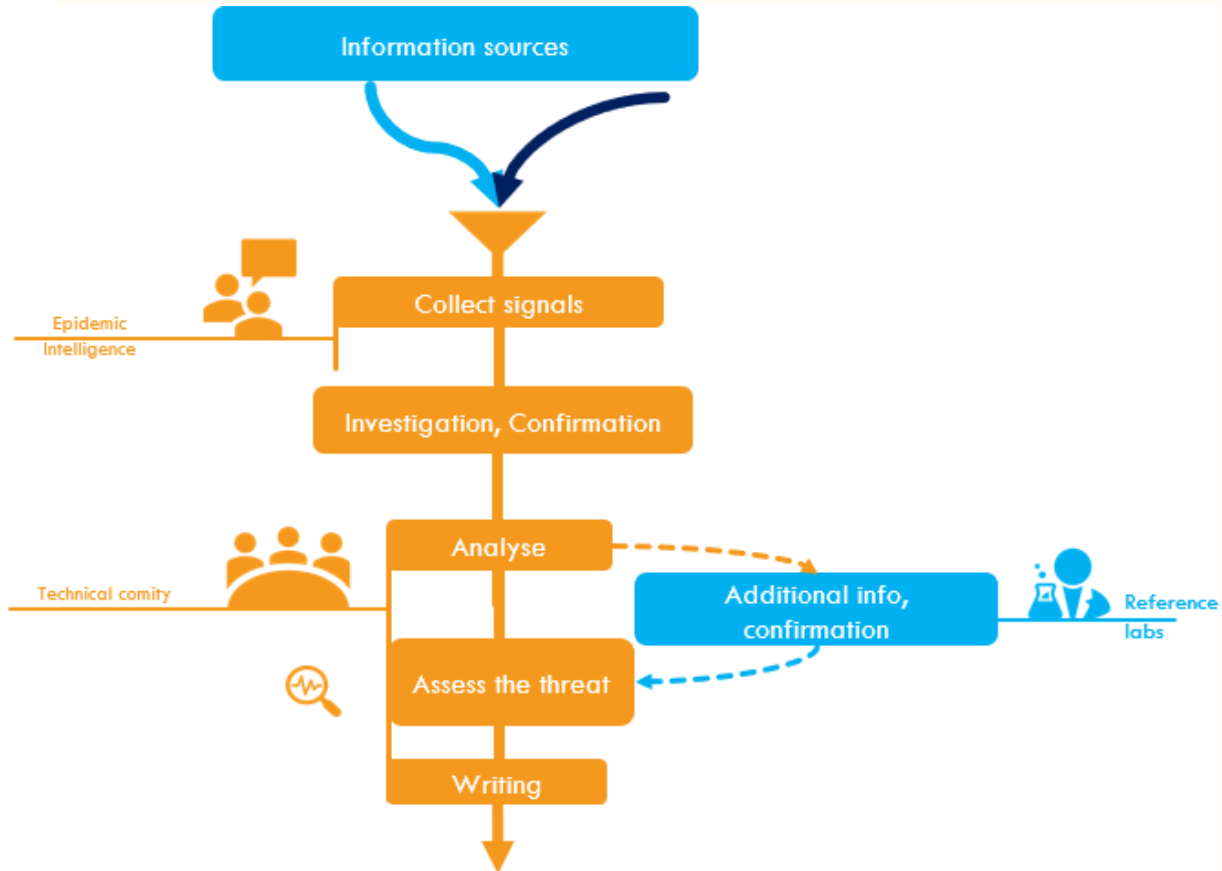 Information sources
Collect signals
Epidemic
Intelligence
Investigation, Confirmation
Analyse
Technical comity
Additional info,
confirmation
Reference
labs
Assess the threat
Writing